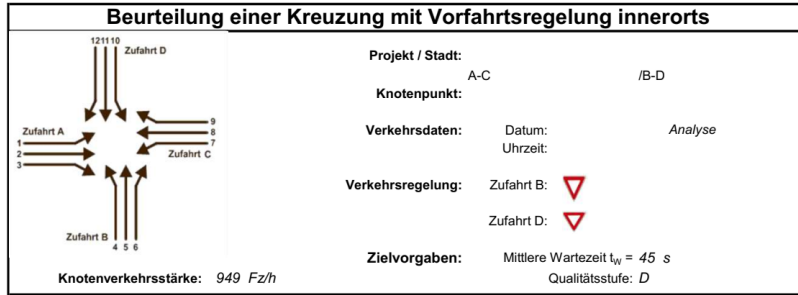 Beurteilung einer Kreuzung mit Vorfahrtsregelung innerorts
12 11 10
Zufahrt D
9
8
7
Zufahrt A
1
2
3
Zufahrt C
Zufahrt B
4 5 6
Projekt / Stadt:
A-C /B-D
Knotenpunkt:
Verkehrsdaten: Datum: Analyse
Uhrzeit:
Verkehrsregelung: Zufahrt B:
Zufahrt D:
Zielvorgaben: Mittlere Wartezeit tW = 45 s
Knotenverkehrsstärke: 949 Fz/h Qualitätsstufe: D